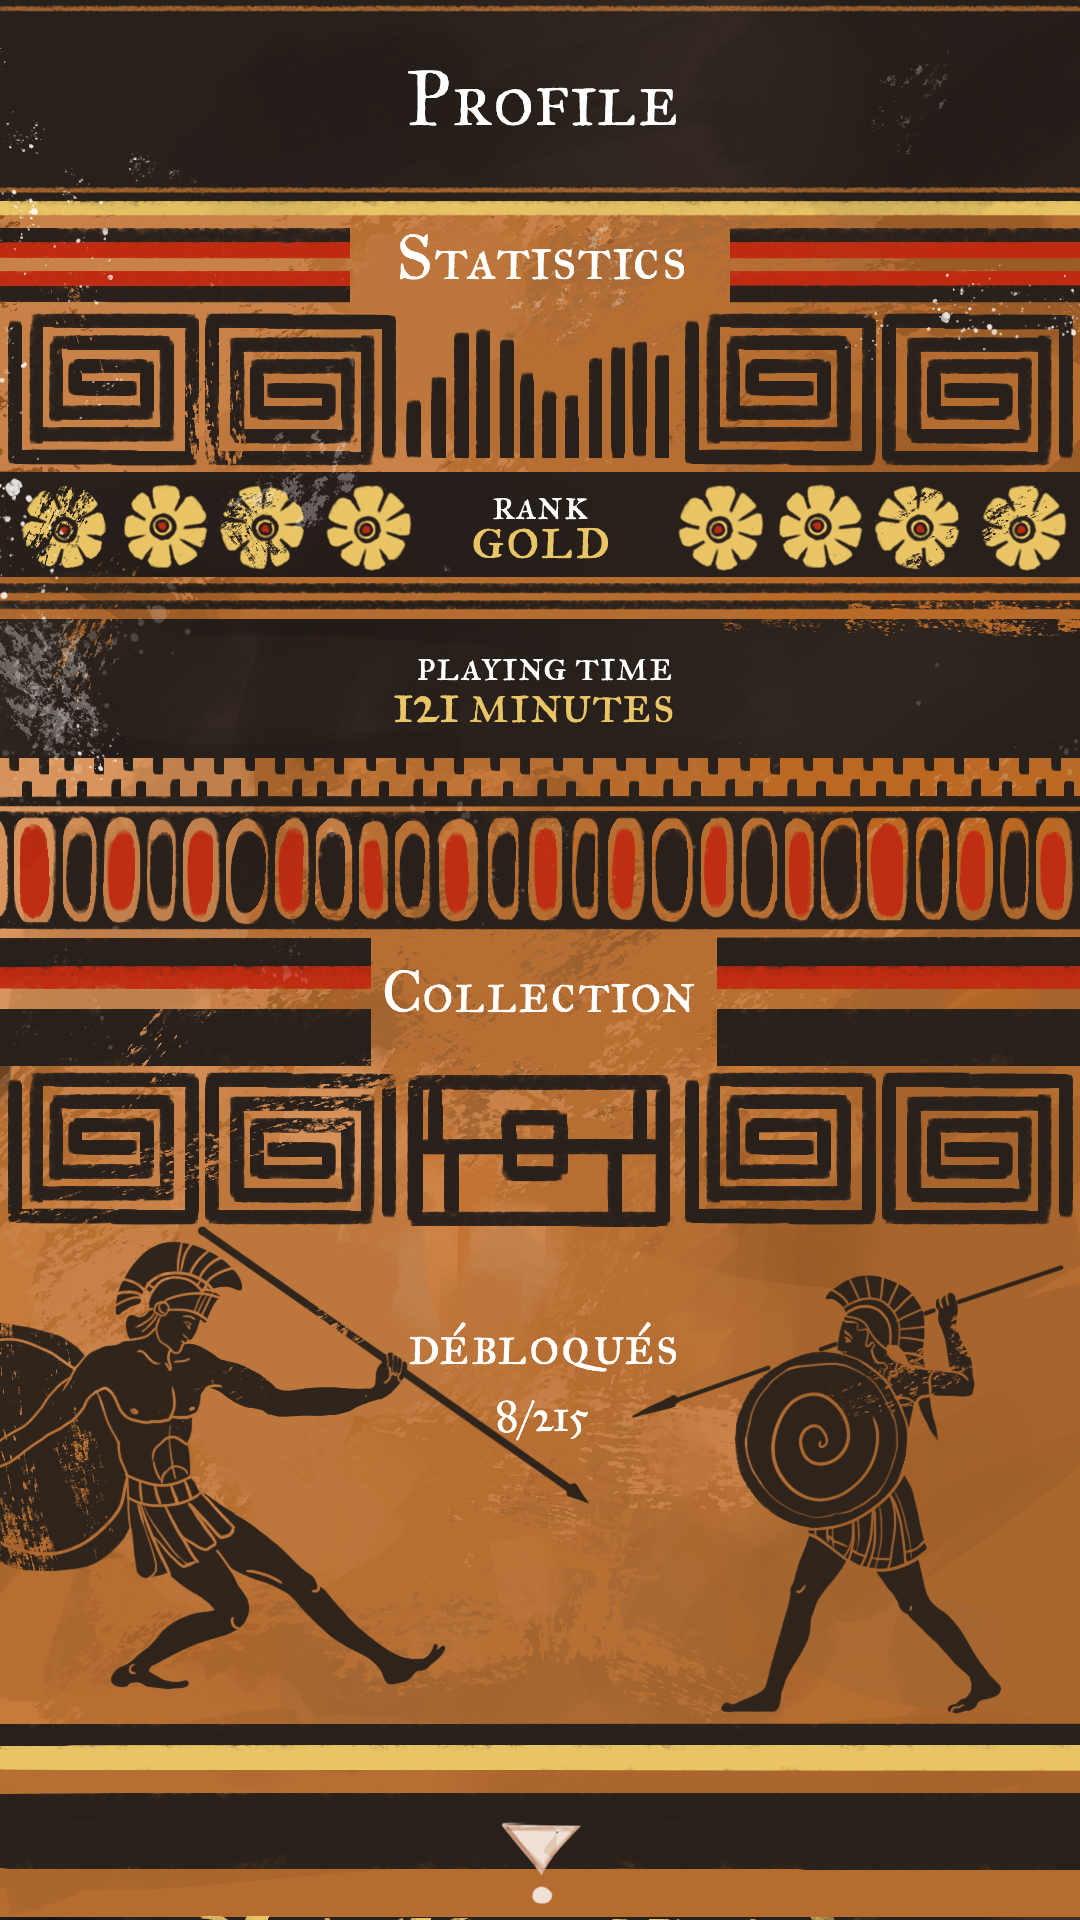 Profile
Statistics
RANK
GOLD
PLAYING TIME
121 MINUTES
Collection
DÉBLOQUÉS
8/215